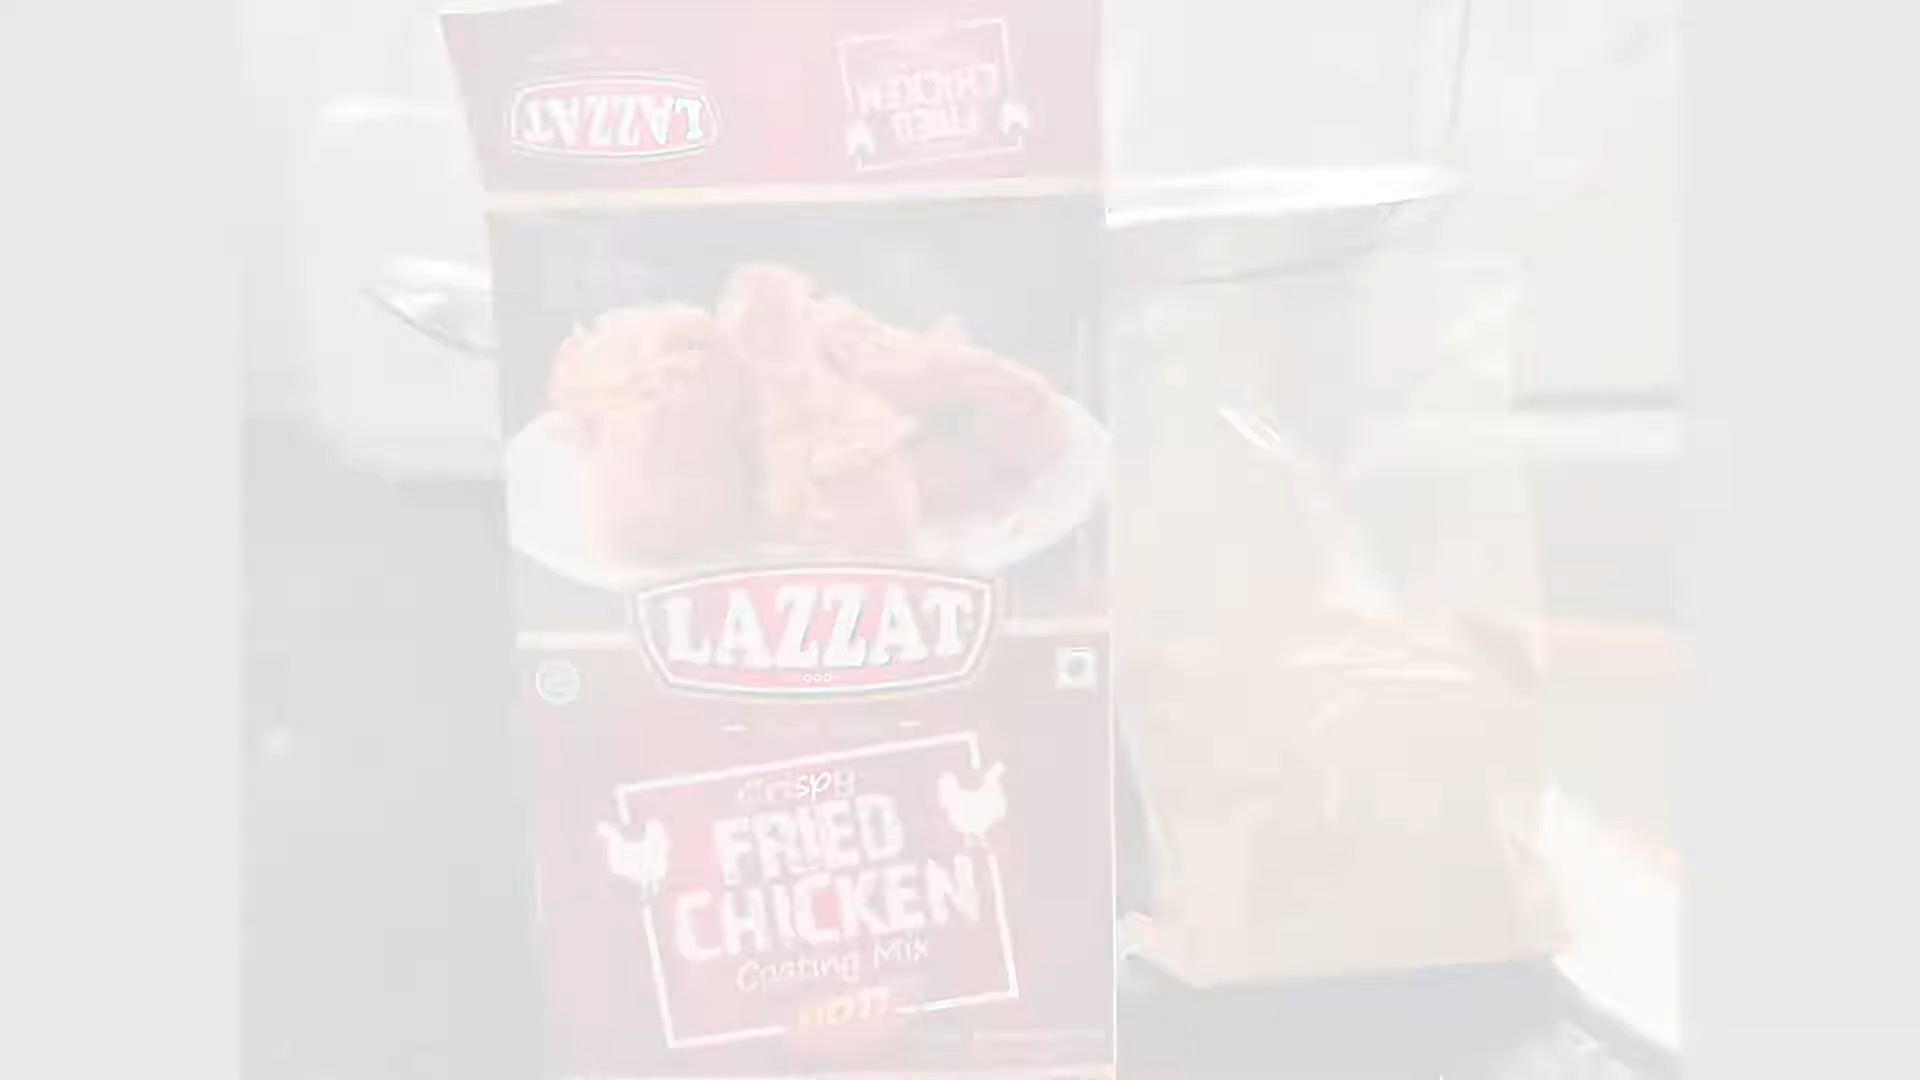 LAZZAT
FRIED
CHICKEN
LAZZAT
Crispy
FRIED
CHICKEN
Coating Mix
HOT